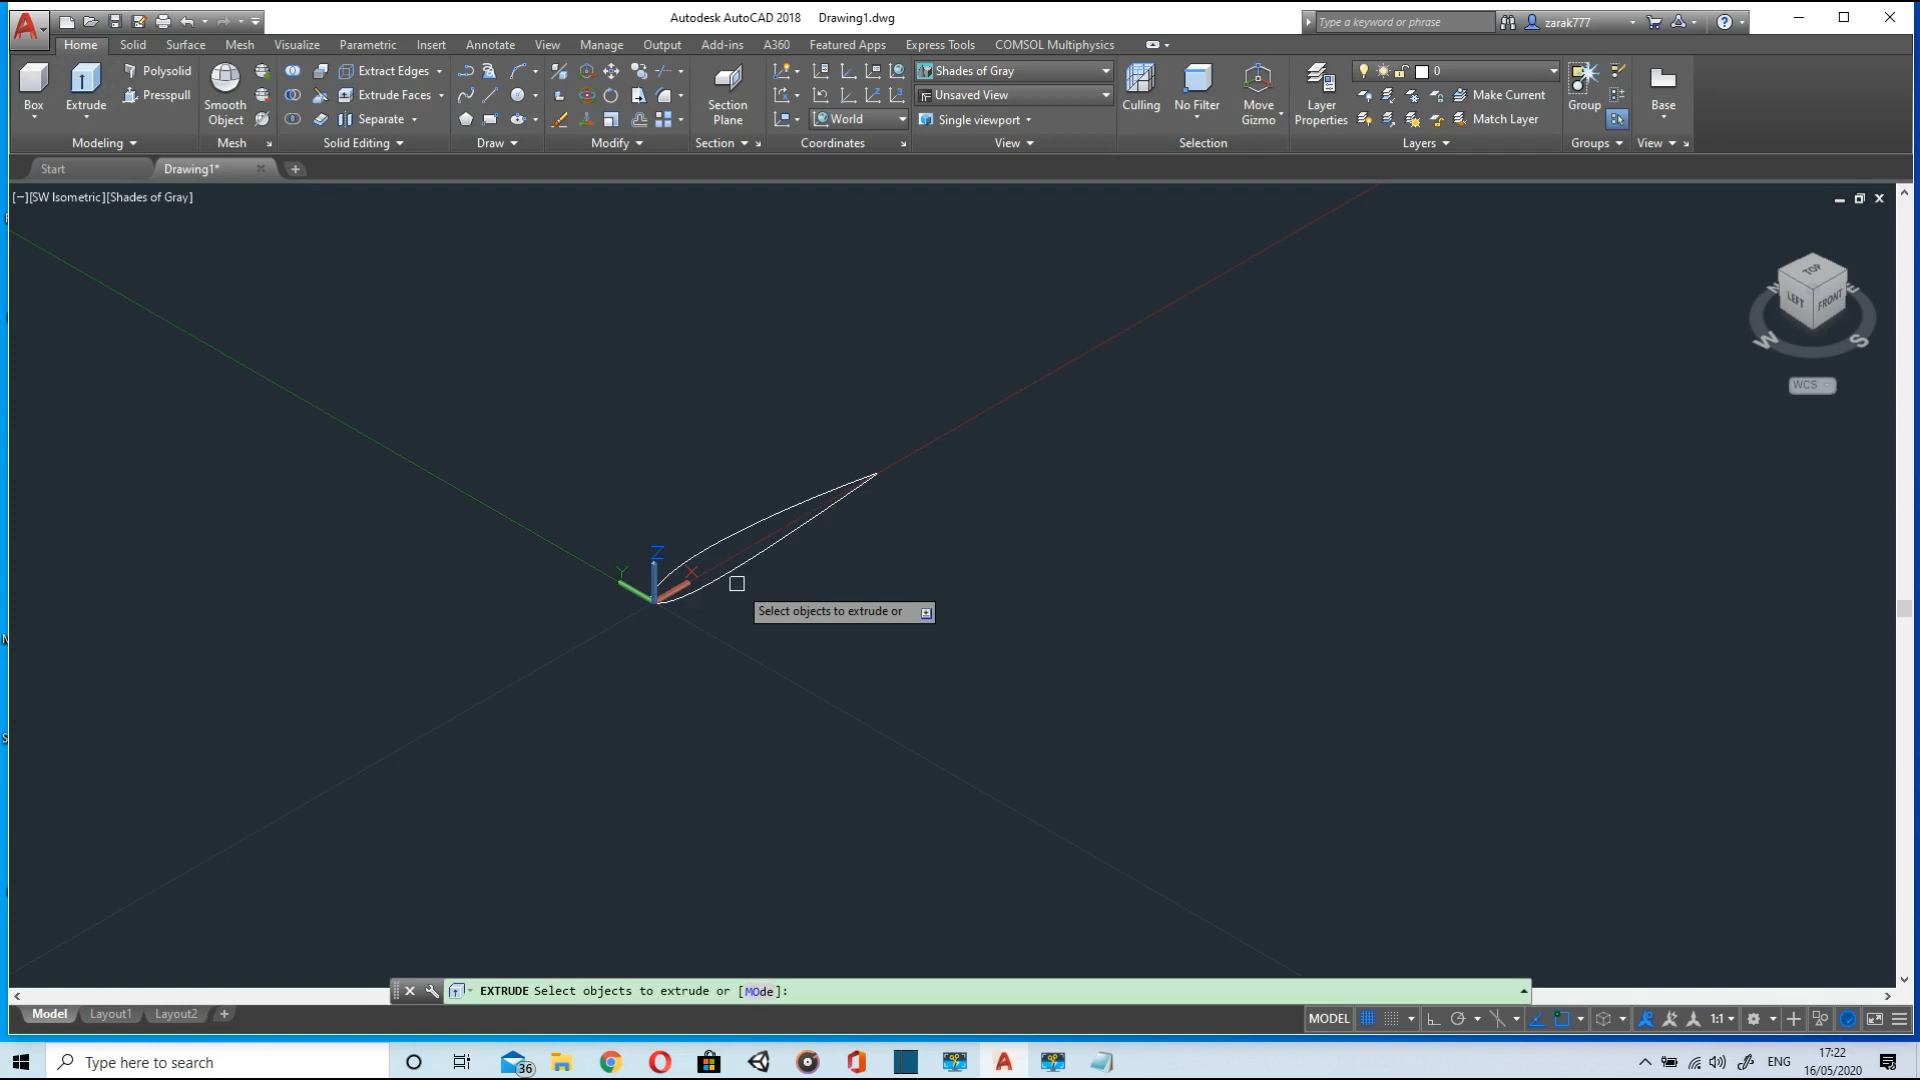 Autodesk AutoCAD 2018 Drawing1.dwg
Type a keyword or phrase
zarak777
Home Solid Surface Mesh Visualize Parametric Insert Annotate View Manage Output Add-ins A360 Featured Apps Express Tools COMSOL Multiphysics
Box
Extrude
Polysolid
Presspull
Smooth Object
Extract Edges
Extrude Faces
Separate
Section Plane
World
Shades of Gray
Unsaved View
Single viewport
Culling
No Filter
Move Gizmo
Layer Properties
0
Make Current
Match Layer
Group
Base
Modeling Mesh Solid Editing Draw Modify Section Coordinates View Selection Layers Groups View
Start Drawing1*
[−][SW Isometric][Shades of Gray]
TOP
LEFT FRONT
N E
W S
WCS
Z
Y X
Select objects to extrude or
EXTRUDE Select objects to extrude or [MOde]:
Model Layout1 Layout2
MODEL 1:1
Type here to search
36
ENG
17:22
16/05/2020